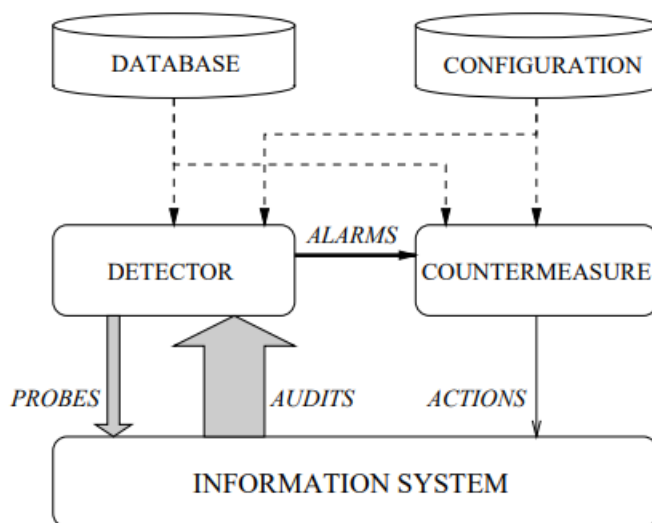 DATABASE
CONFIGURATION
ALARMS
DETECTOR
COUNTERMEASURE
PROBES
AUDITS
ACTIONS
INFORMATION SYSTEM